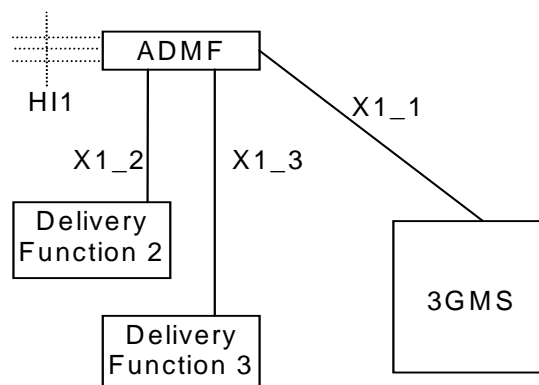 ADMF
HI1
X1_1
X1_2
X1_3
Delivery
Function 2
3GMS
Delivery
Function 3